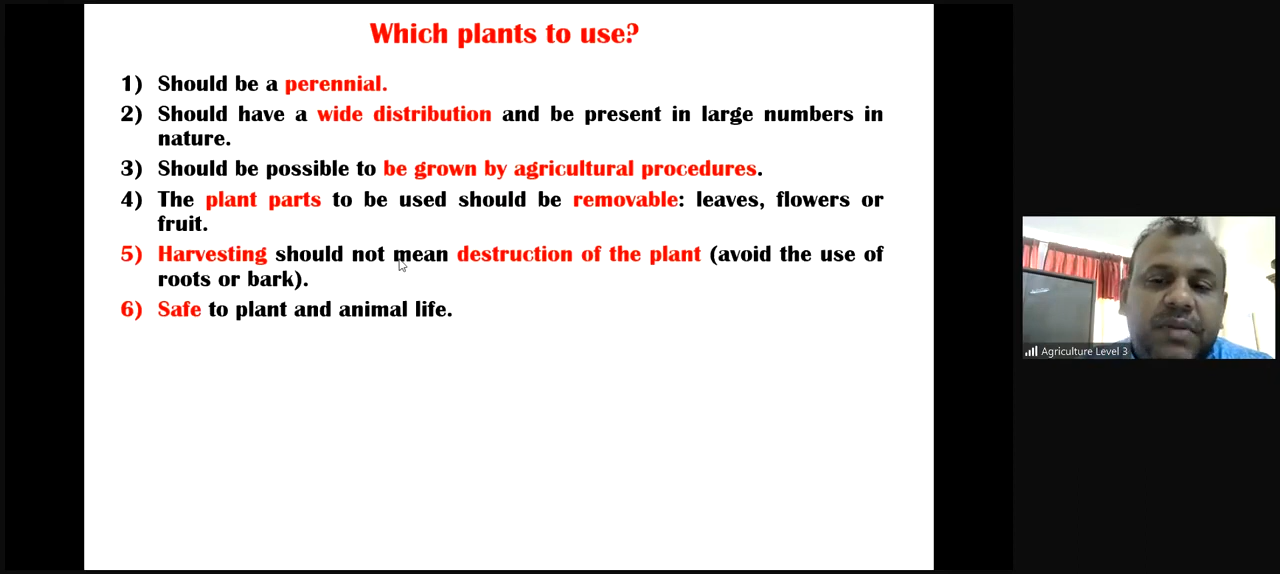 Which plants to use?
1) Should be a perennial.
2) Should have a wide distribution and be present in large numbers in
nature.
3) Should be possible to be grown by agricultural procedures.
4) The plant parts to be used should be removable: leaves, flowers or
fruit.
5) Harvesting should not mean destruction of the plant (avoid the use of
roots or bark).
6) Safe to plant and animal life.
Agriculture Level 3